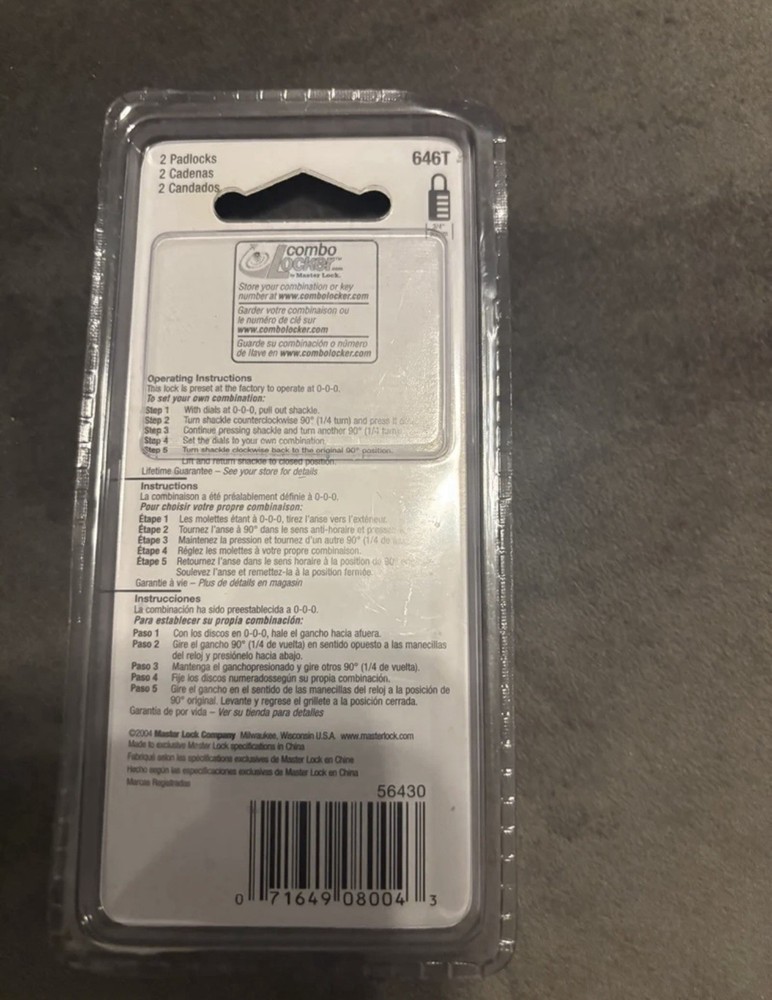 2 Padlocks
2 Cadenas
2 Candados
646T
3/4"
combo
LOCKER™
.com
by Master Lock.
Store your combination or key
number at www.combolocker.com
Garder votre combinaison ou
le numéro de clé sur
www.combolocker.com
Guarde su combinación o número
de llave en www.combolocker.com
Operating Instructions
This lock is preset at the factory to operate at 0-0-0.
To set your own combination:
Step 1 With dials at 0-0-0, pull out shackle.
Step 2 Turn shackle counterclockwise 90° (1/4 turn) and press it
Step 3 Continue pressing shackle and turn another 90° (1/4 turn)
Step 4 Set the dials to your own combination.
Step 5 Turn shackle clockwise back to the original 90° position.
Lift and return shackle to closed position.
Lifetime Guarantee – See your store for details
Instructions
La combinaison a été préalablement définie à 0-0-0.
Pour choisir votre propre combinaison:
Étape 1 Les molettes étant à 0-0-0, tirez l'anse vers l'extérieur.
Étape 2 Tournez l'anse à 90° dans le sens anti-horaire et pressez
Étape 3 Maintenez la pression et tournez d'un autre 90° (1/4 de
Étape 4 Réglez les molettes à votre propre combinaison.
Étape 5 Retournez l'anse dans le sens horaire à la position de 90°
Soulevez l'anse et remettez-la à la position fermée.
Garantie à vie – Plus de détails en magasin
Instrucciones
La combinación ha sido preestablecida a 0-0-0.
Para establecer su propia combinación:
Paso 1 Con los discos en 0-0-0, hale el gancho hacia afuera.
Paso 2 Gire el gancho 90° (1/4 de vuelta) en sentido opuesto a las manecillas
del reloj y presiónelo hacia abajo.
Paso 3 Mantenga el ganchopresionado y gire otros 90° (1/4 de vuelta).
Paso 4 Fije los discos numeradossegún su propia combinación.
Paso 5 Gire el gancho en el sentido de las manecillas del reloj a la posición de
90° original. Levante y regrese el grillete a la posición cerrada.
Garantía de por vida – Ver su tienda para detalles
©2004 Master Lock Company Milwaukee, Wisconsin U.S.A. www.masterlock.com
Made to exclusive Master Lock specifications in China
Fabriqué selon les spécifications exclusives de Master Lock en Chine
Hecho según las especificaciones exclusivas de Master Lock en China
Marcas Registradas
56430
0 71649 08004 3